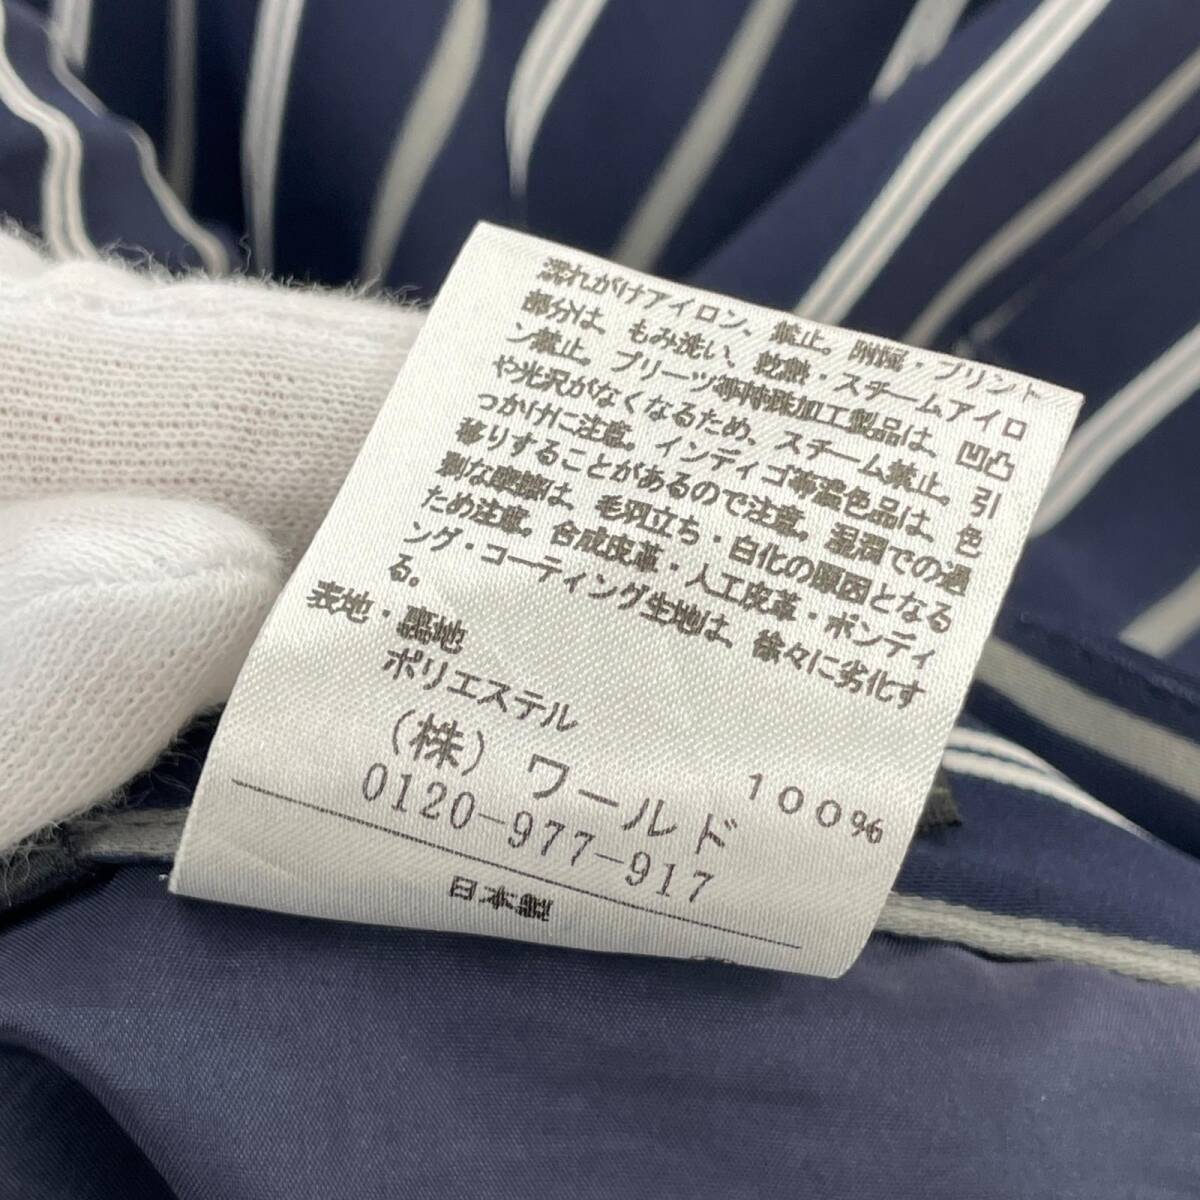 濡れがけアイロン、禁止。附属・プリント
部分は、もみ洗い、乾熱・スチームアイロ
ン禁止。プリーツ等特殊加工製品は、凹凸
や光沢がなくなるため、スチーム禁止。引
っかけに注意。インディゴ等濃色品は、色
移りすることがあるので注意。湿潤での過
剰な摩擦は、毛羽立ち・白化の原因となる
ため注意。合成皮革・人工皮革・ボンディ
ング・コーティング生地は、徐々に劣化す
る。
表地・裏地
ポリエステル 100%
(株) ワールド
0120-977-917
日本製